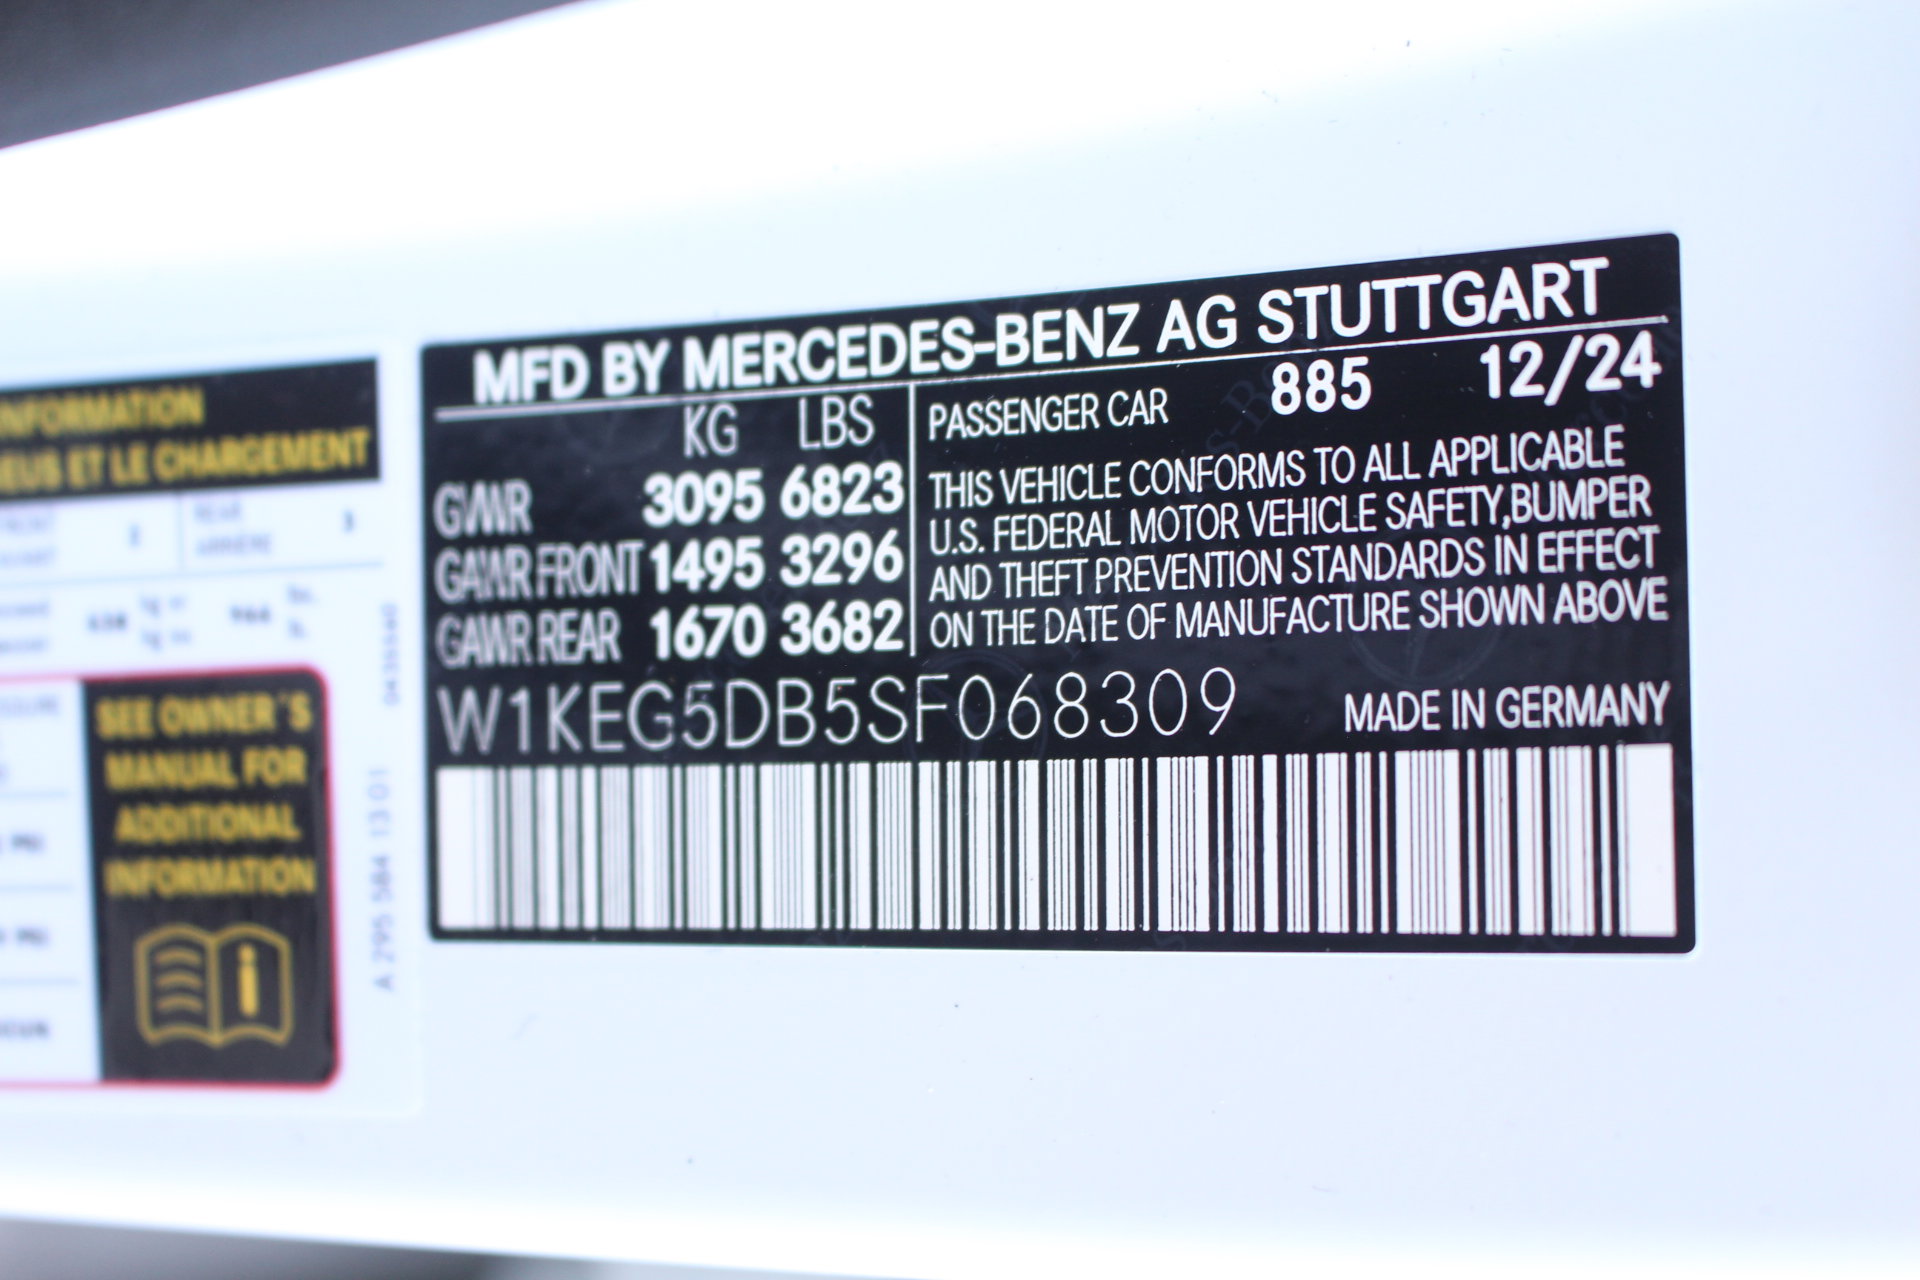 INFORMATION
EUS ET LE CHARGEMENT
SEE OWNER´S
MANUAL FOR
ADDITIONAL
INFORMATION
A 295 584 13 01
MFD BY MERCEDES-BENZ AG STUTTGART
KG LBS
GVWR 3095 6823
GAWR FRONT 1495 3296
GAWR REAR 1670 3682
PASSENGER CAR 885 12/24
THIS VEHICLE CONFORMS TO ALL APPLICABLE
U.S. FEDERAL MOTOR VEHICLE SAFETY,BUMPER
AND THEFT PREVENTION STANDARDS IN EFFECT
ON THE DATE OF MANUFACTURE SHOWN ABOVE
W1KEG5DB5SF068309
MADE IN GERMANY